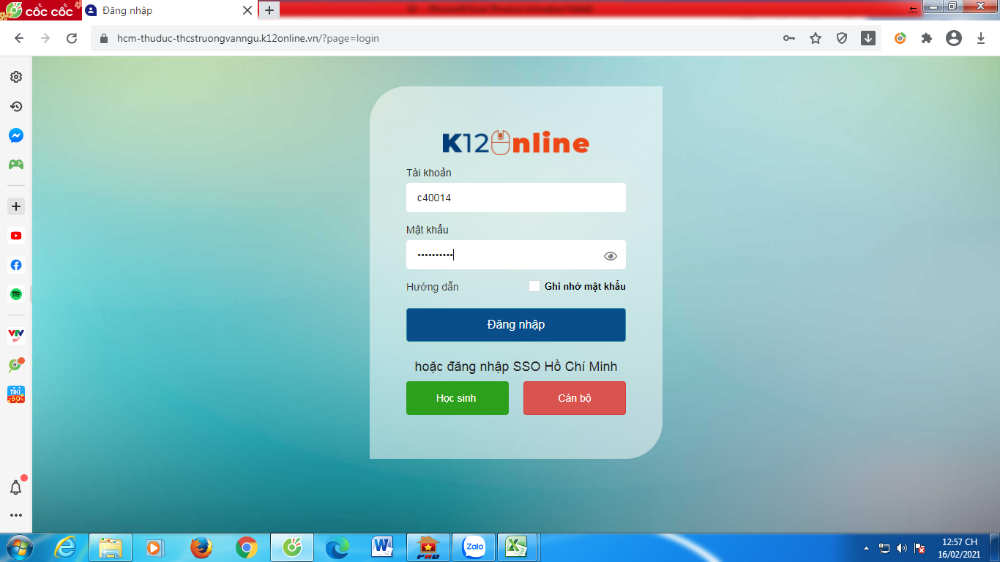 cốc cốc
Đăng nhập
hcm-thuduc-thcstruongvanngu.k12online.vn/?page=login
K12Online
Tài khoản
c40014
Mật khẩu
••••••••••
Hướng dẫn
Ghi nhớ mật khẩu
Đăng nhập
hoặc đăng nhập SSO Hồ Chí Minh
Học sinh
Cán bộ
VTV
go
TIKI
-50%
PRO
Zalo
12:57 CH
16/02/2021